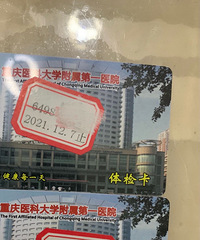 重庆医科大学附属第一医院
The First Affiliated Hospital of Chongqing Medical
649S
2021.12.7止
健康每一天
体检卡
重庆医科大学附属第一医院
The First Affiliated Hospital of Chongqing Medical University